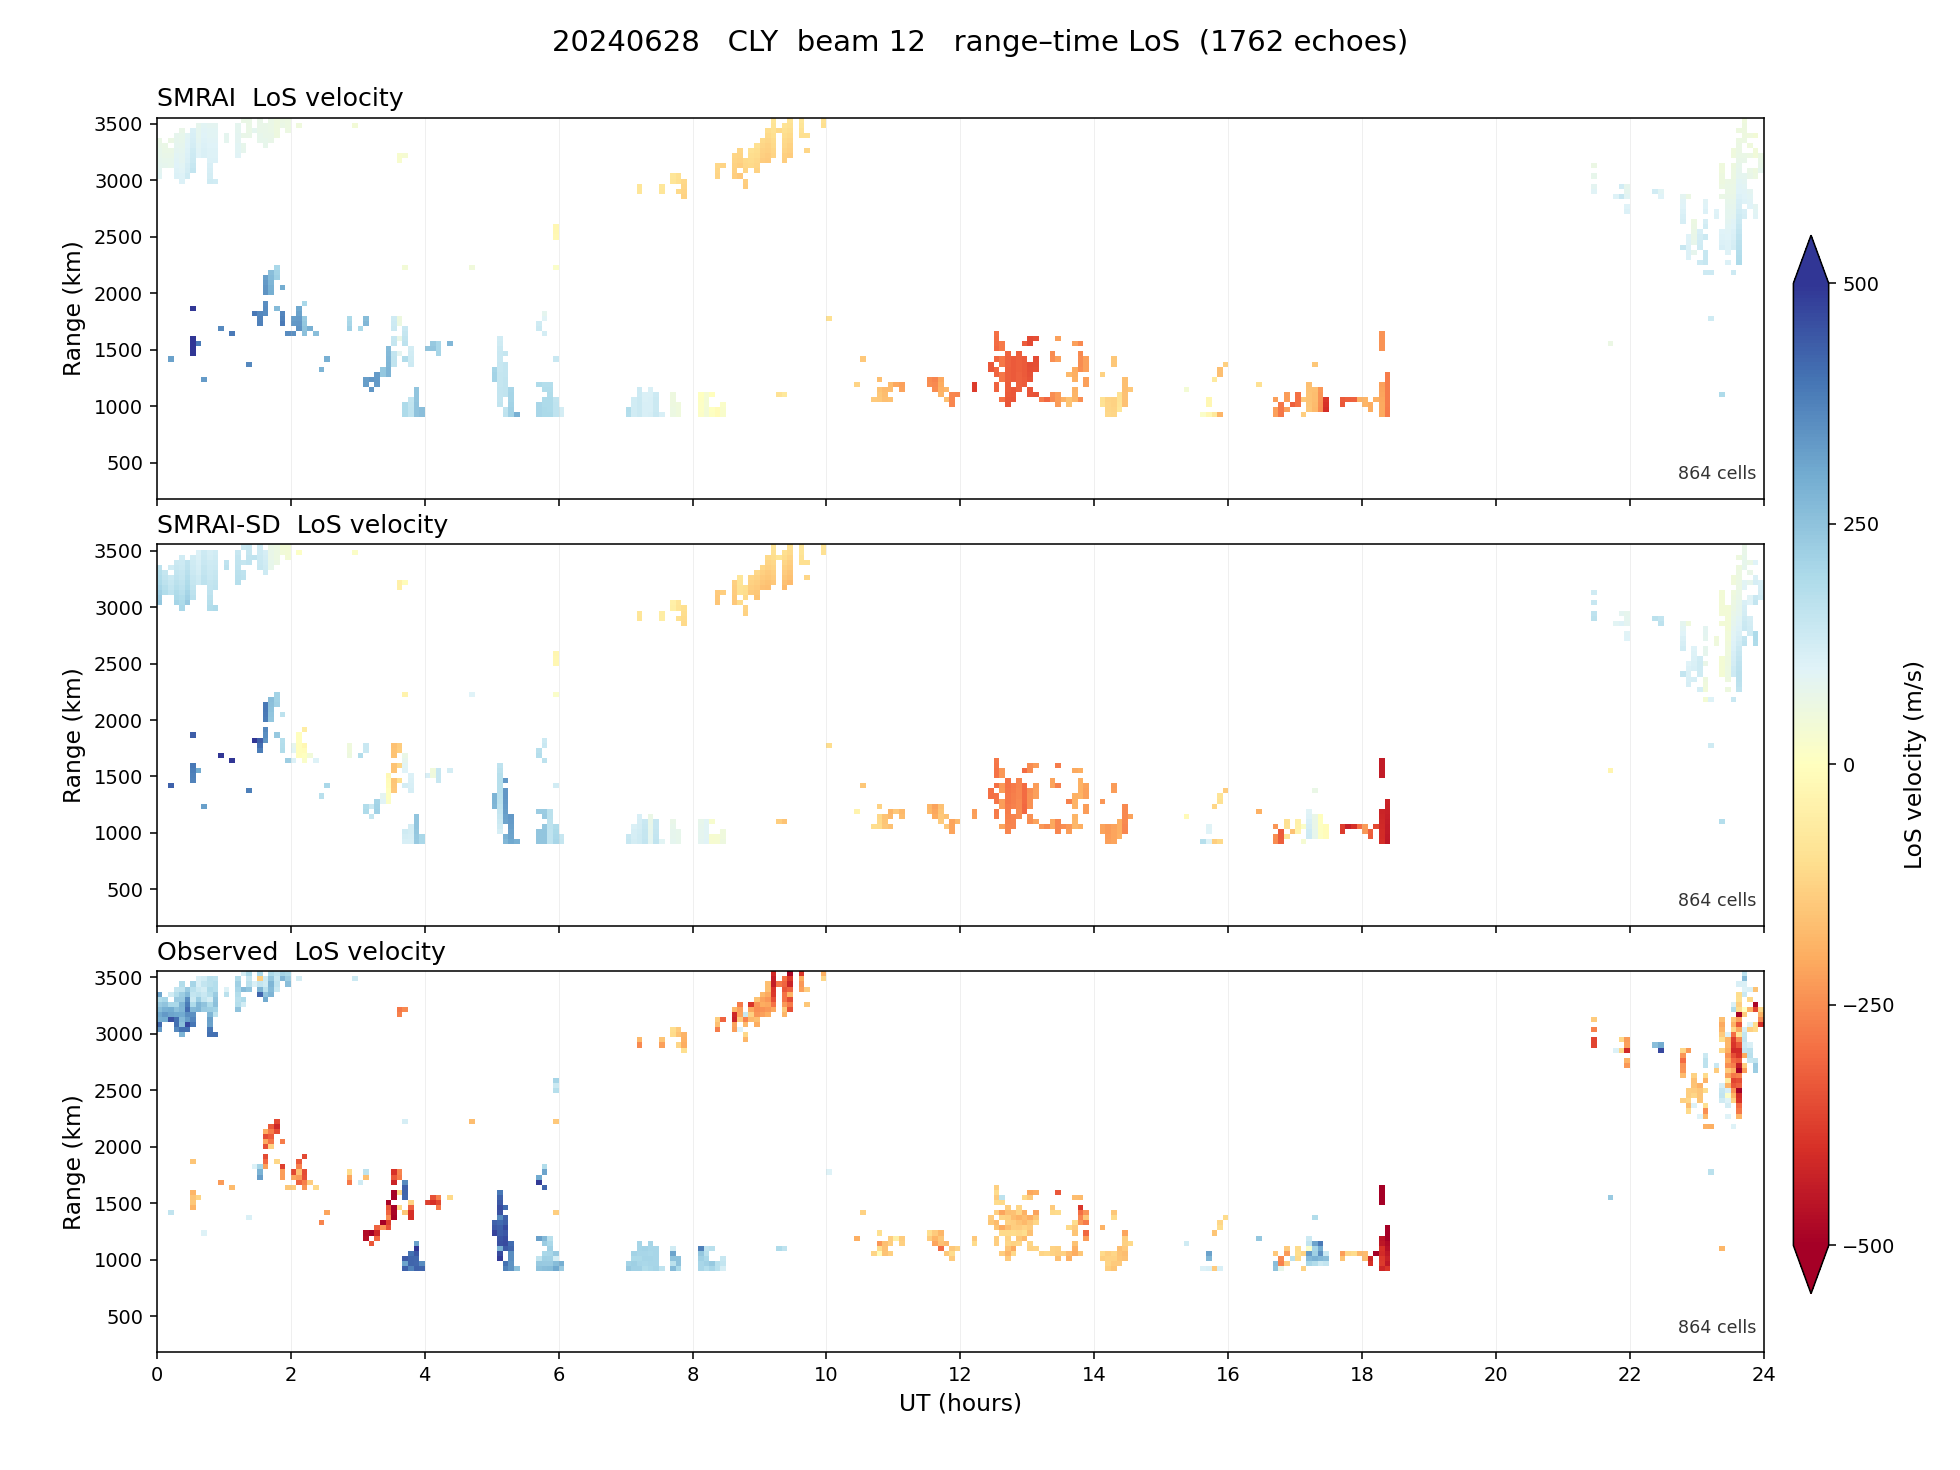 20240628   CLY  beam 12   range–time LoS  (1762 echoes)
SMRAI  LoS velocity
3500
3000
2500
2000
1500
1000
500
Range (km)
864 cells
SMRAI-SD  LoS velocity
3500
3000
2500
2000
1500
1000
500
Range (km)
864 cells
Observed  LoS velocity
3500
3000
2500
2000
1500
1000
500
Range (km)
864 cells
0 2 4 6 8 10 12 14 16 18 20 22 24
UT (hours)
500
250
0
−250
−500
LoS velocity (m/s)